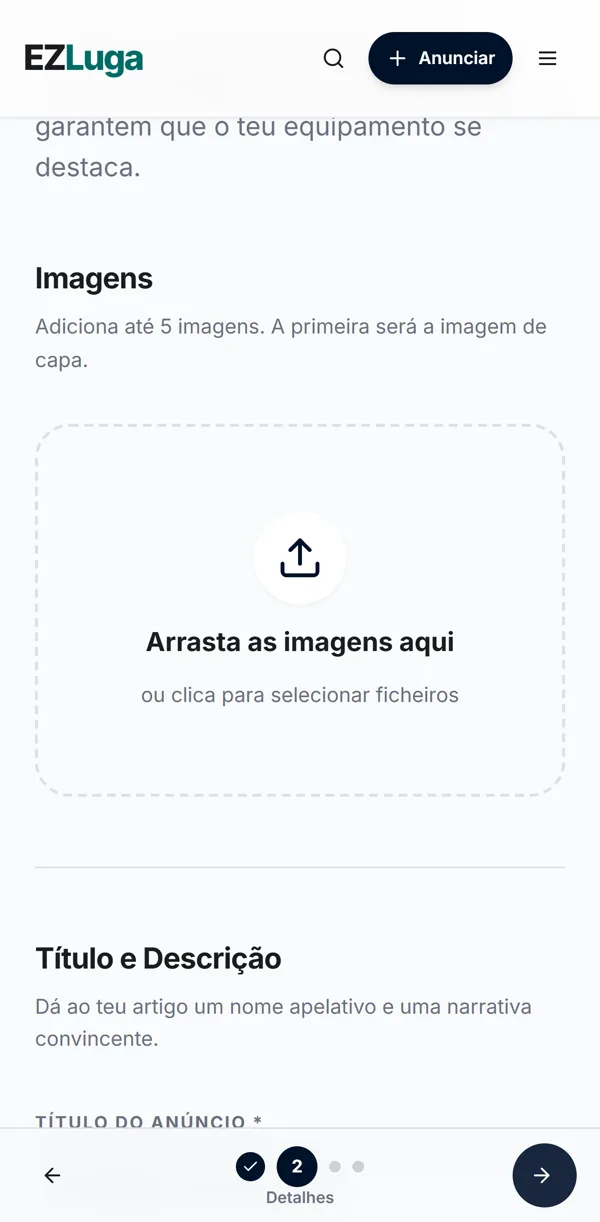 EZLuga
Anunciar
garantem que o teu equipamento se
destaca.
Imagens
Adiciona até 5 imagens. A primeira será a imagem de
capa.
Arrasta as imagens aqui
ou clica para selecionar ficheiros
Título e Descrição
Dá ao teu artigo um nome apelativo e uma narrativa
convincente.
TÍTULO DO ANÚNCIO *
2
Detalhes